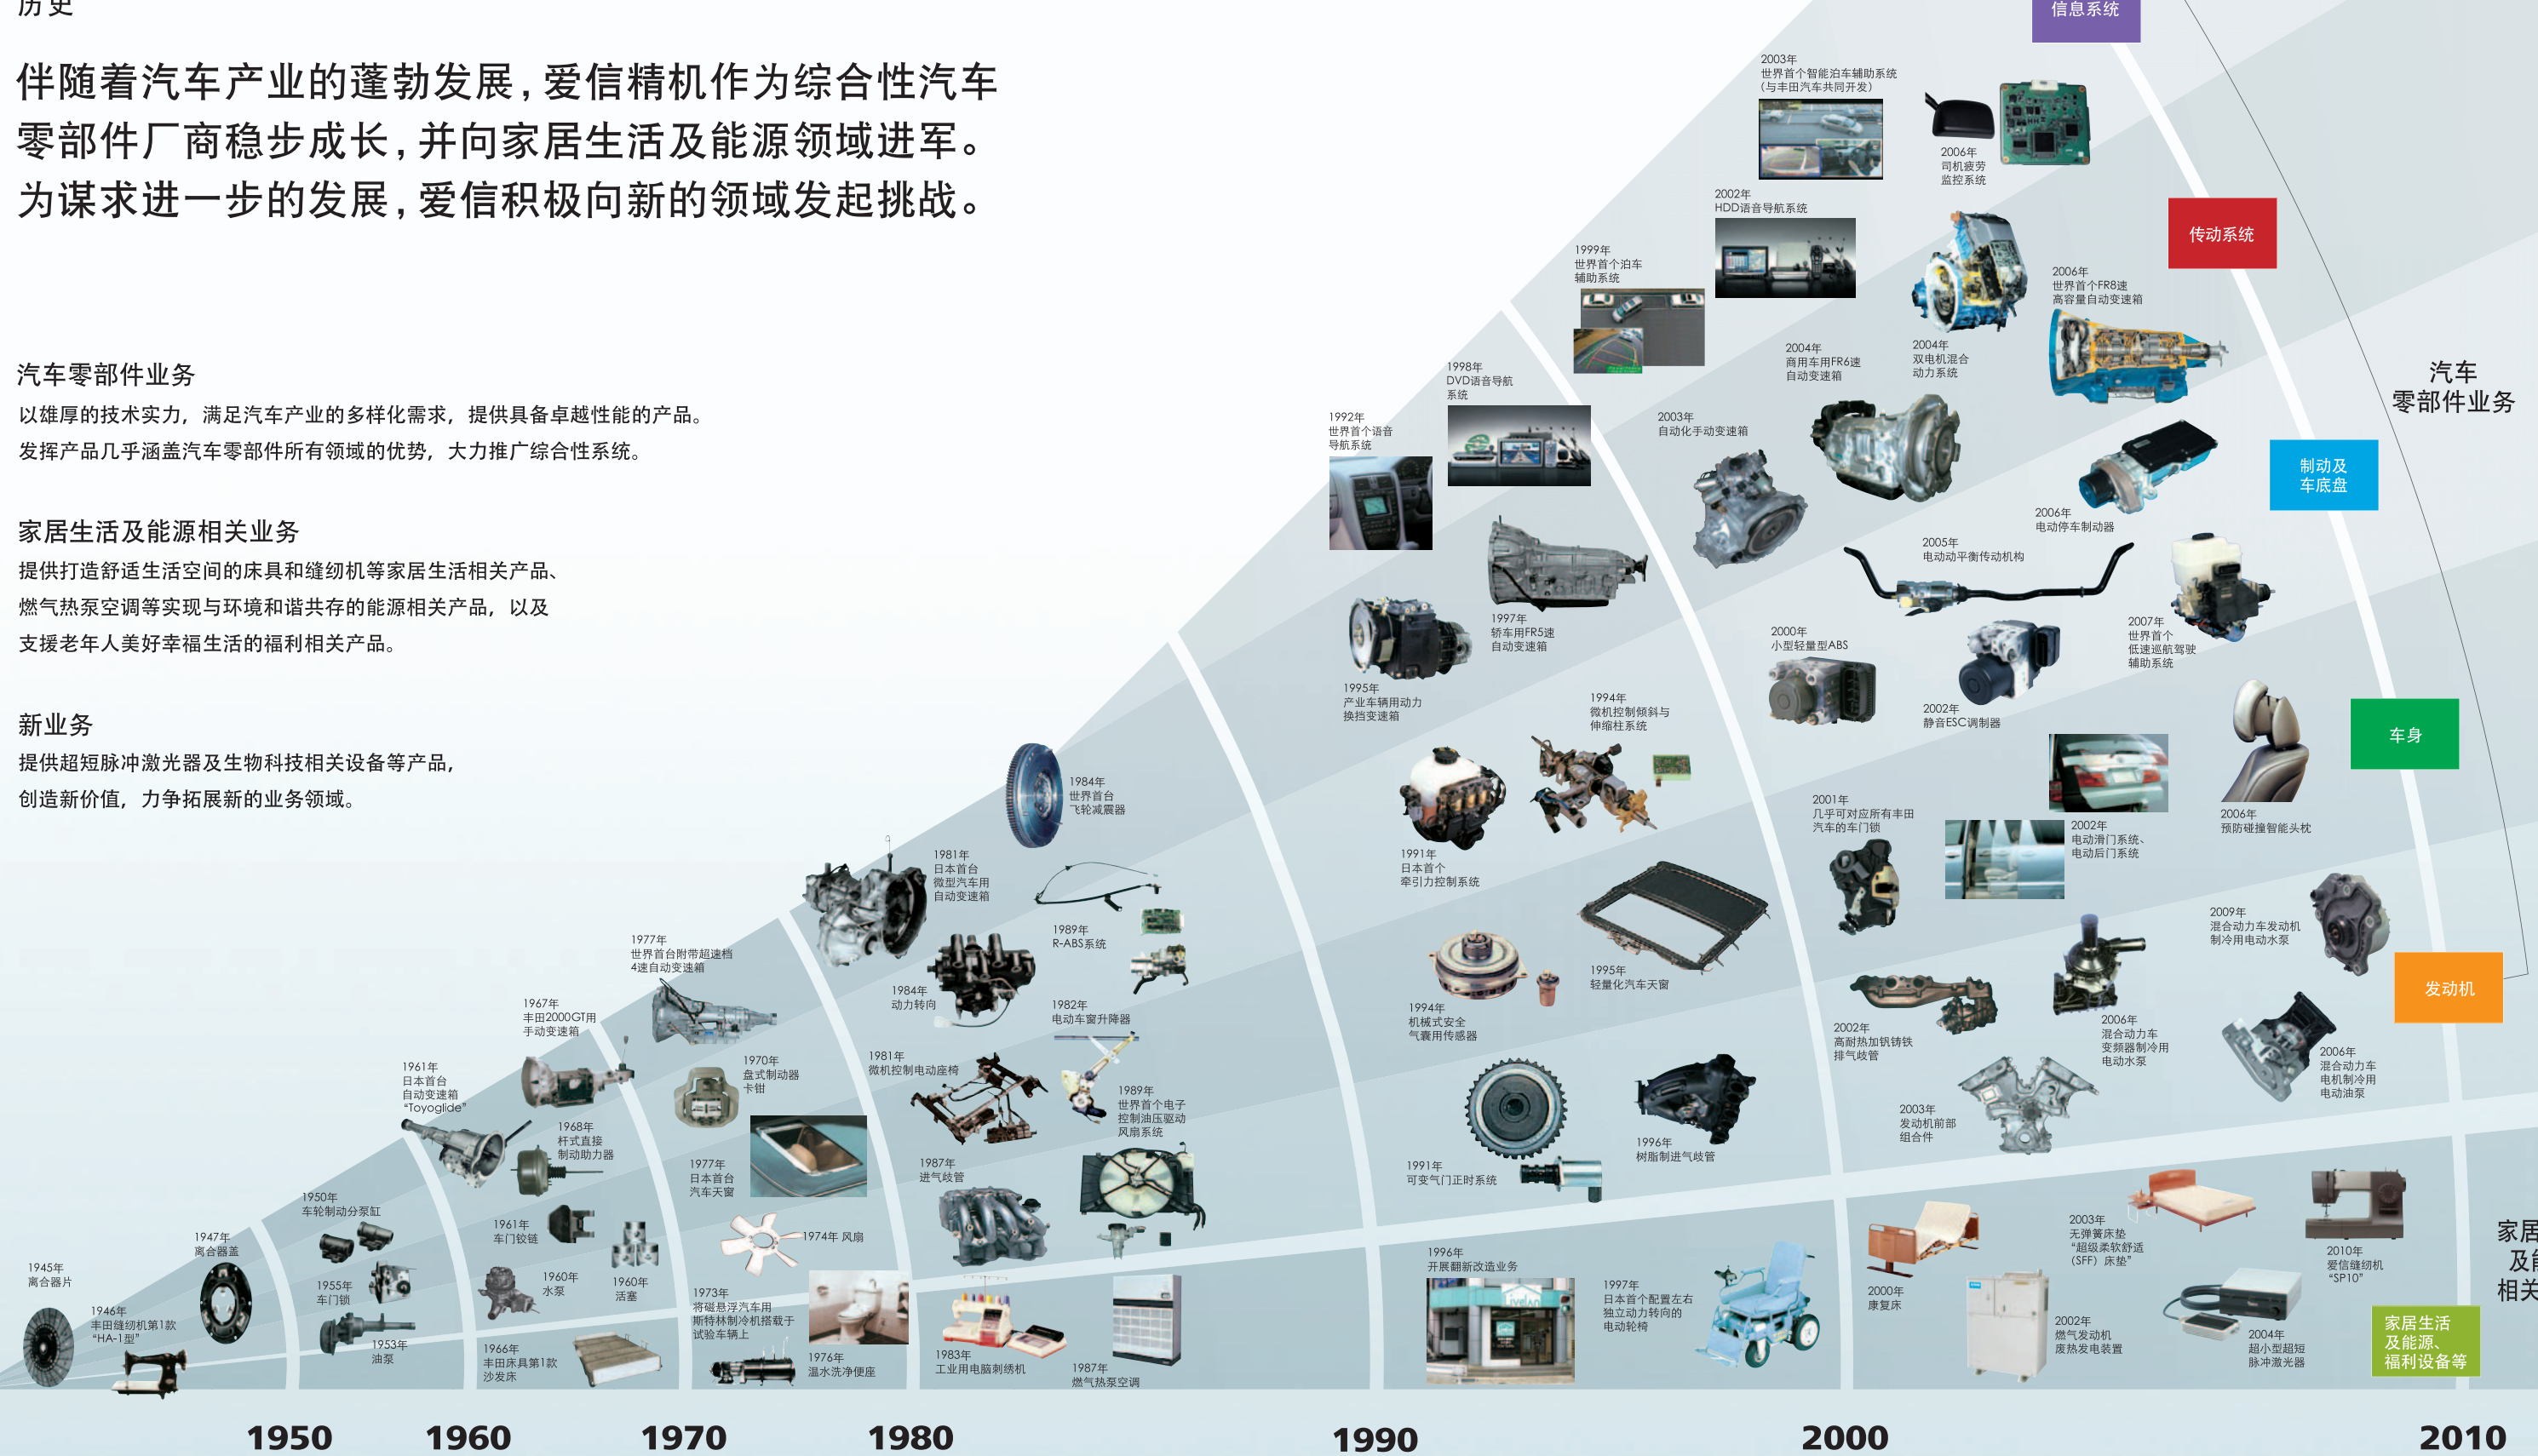 历史
伴随着汽车产业的蓬勃发展，爱信精机作为综合性汽车
零部件厂商稳步成长，并向家居生活及能源领域进军。
为谋求进一步的发展，爱信积极向新的领域发起挑战。
汽车零部件业务
以雄厚的技术实力，满足汽车产业的多样化需求，提供具备卓越性能的产品。
发挥产品几乎涵盖汽车零部件所有领域的优势，大力推广综合性系统。
家居生活及能源相关业务
提供打造舒适生活空间的床具和缝纫机等家居生活相关产品、
燃气热泵空调等实现与环境和谐共存的能源相关产品，以及
支援老年人美好幸福生活的福利相关产品。
新业务
提供超短脉冲激光器及生物科技相关设备等产品，
创造新价值，力争拓展新的业务领域。
信息系统
2003年
世界首个智能泊车辅助系统
（与丰田汽车共同开发）
2006年
司机疲劳
监控系统
2002年
HDD语音导航系统
1999年
世界首个泊车
辅助系统
1998年
DVD语音导航
系统
1992年
世界首个语音
导航系统
传动系统
2006年
世界首个FR8速
高容量自动变速箱
2004年
双电机混合
动力系统
2004年
商用车用FR6速
自动变速箱
2003年
自动化手动变速箱
1997年
轿车用FR5速
自动变速箱
1995年
产业车辆用动力
换挡变速箱
1984年
世界首台
飞轮减震器
1981年
日本首台
微型汽车用
自动变速箱
1977年
世界首台附带超速档
4速自动变速箱
1967年
丰田2000GT用
手动变速箱
1961年
日本首台
自动变速箱
“Toyoglide”
1947年
离合器盖
1945年
离合器片
汽车
零部件业务
制动及
车底盘
2006年
电动停车制动器
2005年
电动动平衡传动机构
2007年
世界首个
低速巡航驾驶
辅助系统
2000年
小型轻量型ABS
2002年
静音ESC调制器
1994年
微机控制倾斜与
伸缩柱系统
1991年
日本首个
牵引力控制系统
1989年
R-ABS系统
1984年
动力转向
1970年
盘式制动器
卡钳
1968年
杆式直接
制动助力器
1950年
车轮制动分泵缸
车身
2006年
预防碰撞智能头枕
2002年
电动滑门系统、
电动后门系统
2001年
几乎可对应所有丰田
汽车的车门锁
1995年
轻量化汽车天窗
1994年
机械式安全
气囊用传感器
1982年
电动车窗升降器
1981年
微机控制电动座椅
1977年
日本首台
汽车天窗
1961年
车门铰链
1955年
车门锁
发动机
2009年
混合动力车发动机
制冷用电动水泵
2006年
混合动力车
变频器制冷用
电动水泵
2006年
混合动力车
电机制冷用
电动油泵
2002年
高耐热加钒铸铁
排气歧管
2003年
发动机前部
组合件
1996年
树脂制进气歧管
1991年
可变气门正时系统
1989年
世界首个电子
控制油压驱动
风扇系统
1987年
进气歧管
1974年 风扇
1960年
水泵
1960年
活塞
1953年
油泵
家居生活
及能源、
福利设备等
2010年
爱信缝纫机
“SP10”
2004年
超小型超短
脉冲激光器
2003年
无弹簧床垫
“超级柔软舒适
（SFF）床垫”
2002年
燃气发动机
废热发电装置
2000年
康复床
1997年
日本首个配置左右
独立动力转向的
电动轮椅
1996年
开展翻新改造业务
1987年
燃气热泵空调
1983年
工业用电脑刺绣机
1976年
温水洗净便座
1973年
将磁悬浮汽车用
斯特林制冷机搭载于
试验车辆上
1966年
丰田床具第1款
沙发床
1946年
丰田缝纫机第1款
“HA-1型”
1950
1960
1970
1980
1990
2000
2010